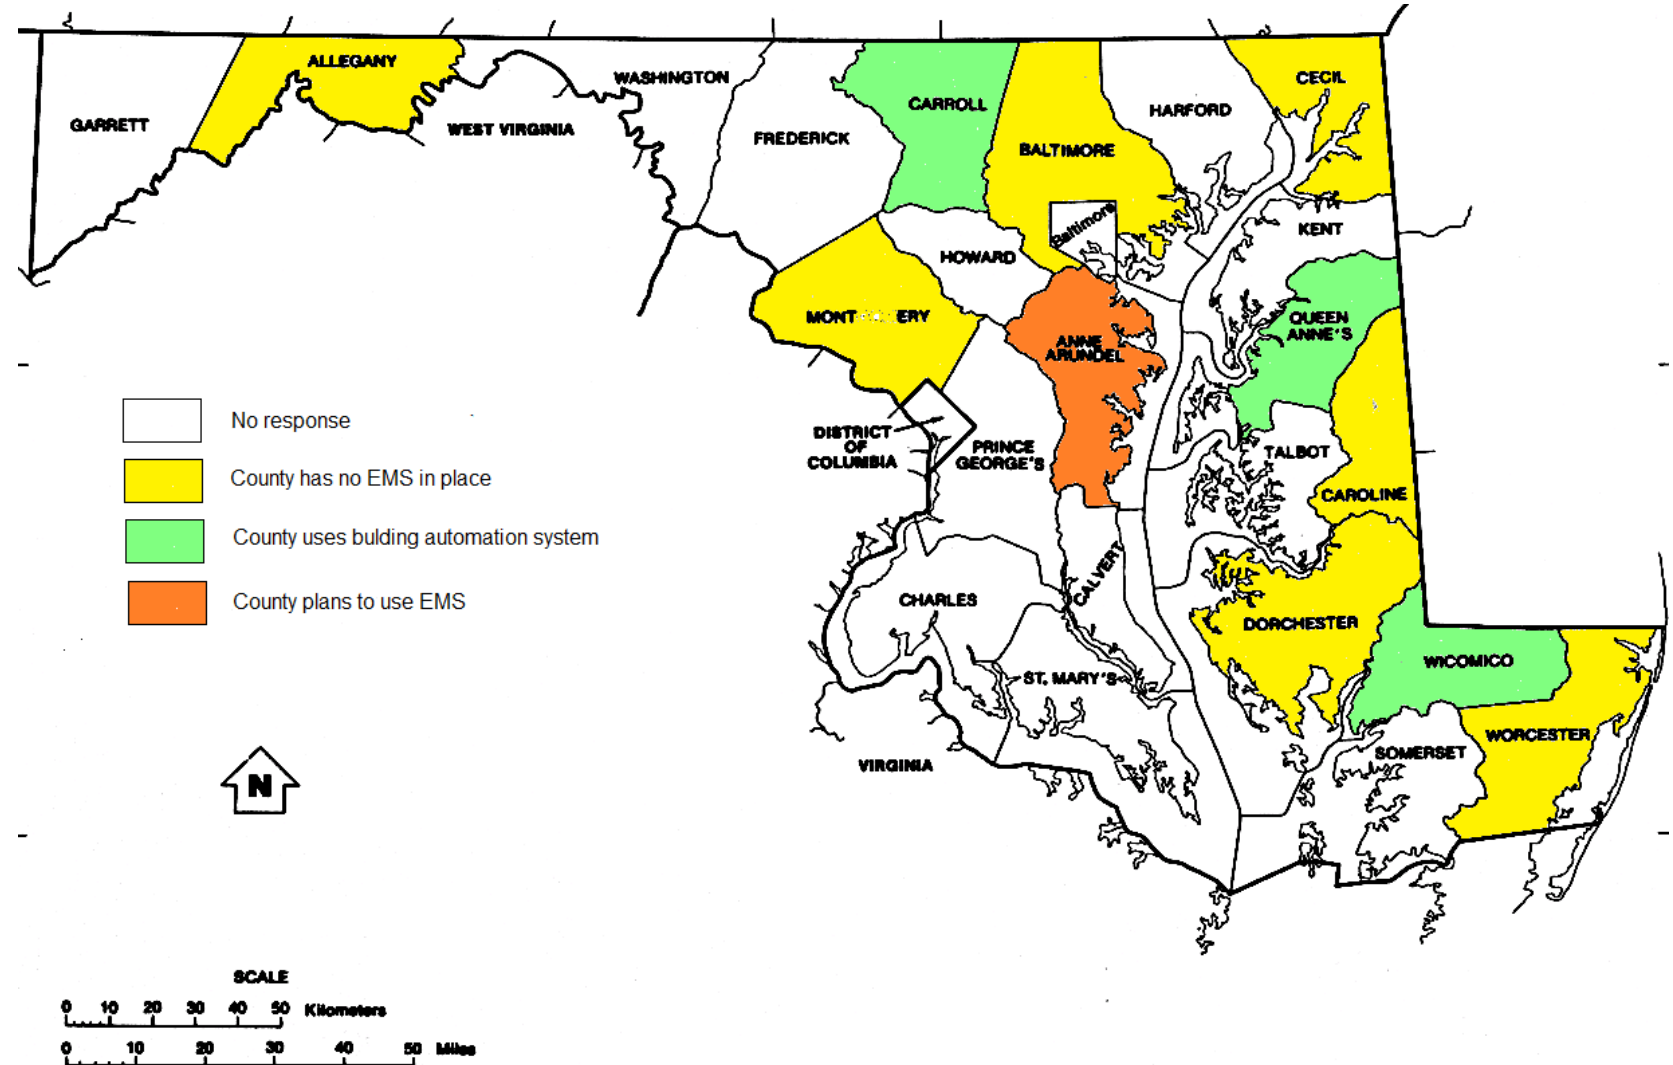 ALLEGANY
WASHINGTON
CECIL
GARRETT
WEST VIRGINIA
FREDERICK
CARROLL
BALTIMORE
HARFORD
Baltimore
KENT
HOWARD
MONT ERY
QUEEN
ANNE'S
ANNE
ARUNDEL
No response
County has no EMS in place
County uses bulding automation system
County plans to use EMS
DISTRICT
OF
COLUMBIA
PRINCE
GEORGE'S
TALBOT
CAROLINE
CALVERT
CHARLES
DORCHESTER
WICOMICO
ST. MARY'S
WORCESTER
SOMERSET
VIRGINIA
N
SCALE
0 10 20 30 40 50 Kilometers
0 10 20 30 40 50 Miles